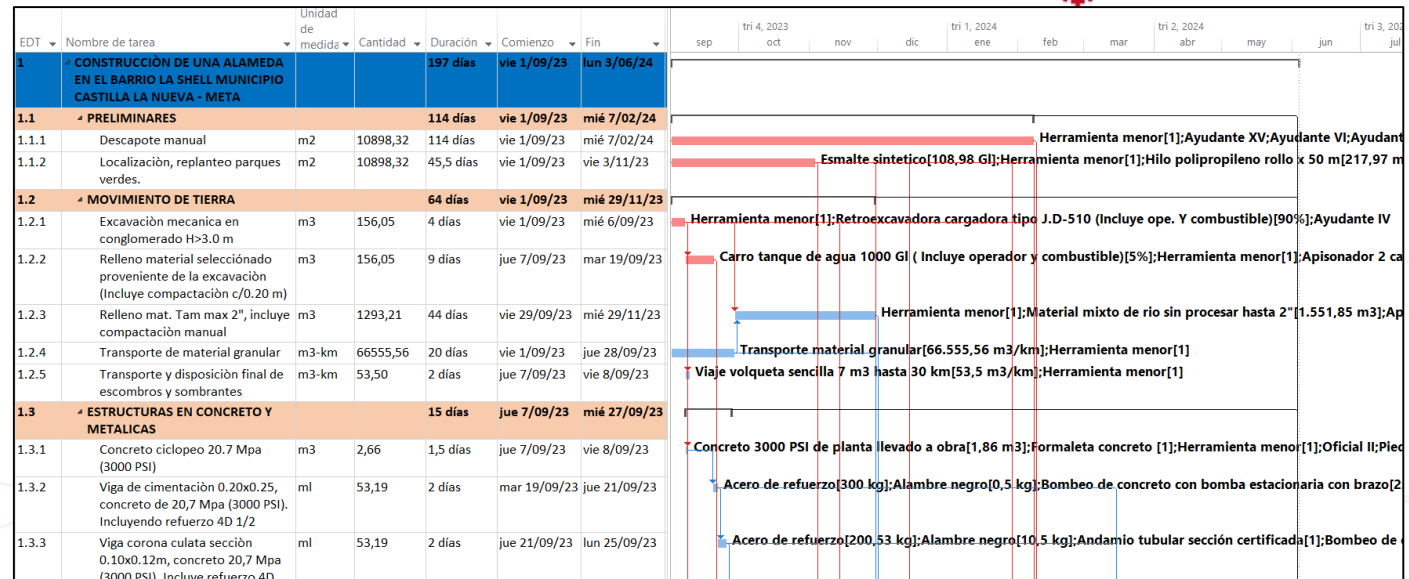 Unidad
de
EDT Nombre de tarea medida Cantidad Duración Comienzo Fin
tri 4, 2023 tri 1, 2024 tri 2, 2024 tri 3, 202
sep oct nov dic ene feb mar abr may jun jul
1 CONSTRUCCIÒN DE UNA ALAMEDA 197 días vie 1/09/23 lun 3/06/24
EN EL BARRIO LA SHELL MUNICIPIO
CASTILLA LA NUEVA - META
1.1 PRELIMINARES 114 días vie 1/09/23 mié 7/02/24
1.1.1 Descapote manual m2 10898,32 114 días vie 1/09/23 mié 7/02/24 Herramienta menor[1];Ayudante XV;Ayudante VI;Ayudant
1.1.2 Localizaciòn, replanteo parques m2 10898,32 45,5 días vie 1/09/23 vie 3/11/23 Esmalte sintetico[108,98 Gl];Herramienta menor[1];Hilo polipropileno rollo x 50 m[217,97 m
verdes.
1.2 MOVIMIENTO DE TIERRA 64 días vie 1/09/23 mié 29/11/23
1.2.1 Excavaciòn mecanica en m3 156,05 4 días vie 1/09/23 mié 6/09/23 Herramienta menor[1];Retroexcavadora cargadora tipo J.D-510 (Incluye ope. Y combustible)[90%];Ayudante IV
conglomerado H>3.0 m
1.2.2 Relleno material selecciónado m3 156,05 9 días jue 7/09/23 mar 19/09/23 Carro tanque de agua 1000 Gl ( Incluye operador y combustible)[5%];Herramienta menor[1];Apisonador 2 ca
proveniente de la excavaciòn
(Incluye compactaciòn c/0.20 m)
1.2.3 Relleno mat. Tam max 2", incluye m3 1293,21 44 días vie 29/09/23 mié 29/11/23 Herramienta menor[1];Material mixto de rio sin procesar hasta 2"[1.551,85 m3];Ap
compactaciòn manual
1.2.4 Transporte de material granular m3-km 66555,56 20 días vie 1/09/23 jue 28/09/23 Transporte material granular[66.555,56 m3/km];Herramienta menor[1]
1.2.5 Transporte y disposiciòn final de m3-km 53,50 2 días jue 7/09/23 vie 8/09/23 Viaje volqueta sencilla 7 m3 hasta 30 km[53,5 m3/km];Herramienta menor[1]
escombros y sombrantes
1.3 ESTRUCTURAS EN CONCRETO Y 15 días jue 7/09/23 mié 27/09/23
METALICAS
1.3.1 Concreto ciclopeo 20.7 Mpa m3 2,66 1,5 días jue 7/09/23 vie 8/09/23 Concreto 3000 PSI de planta llevado a obra[1,86 m3];Formaleta concreto [1];Herramienta menor[1];Oficial II;Pied
(3000 PSI)
1.3.2 Viga de cimentaciòn 0.20x0.25, ml 53,19 2 días mar 19/09/23 jue 21/09/23 Acero de refuerzo[300 kg];Alambre negro[0,5 kg];Bombeo de concreto con bomba estacionaria con brazo[2
concreto de 20,7 Mpa (3000 PSI).
Incluyendo refuerzo 4D 1/2
1.3.3 Viga corona culata secciòn ml 53,19 2 días jue 21/09/23 lun 25/09/23 Acero de refuerzo[200,53 kg];Alambre negro[10,5 kg];Andamio tubular sección certificada[1];Bombeo de
0.10x0.12m, concreto 20,7 Mpa
(3000 PSI). Incluye refuerzo 4D